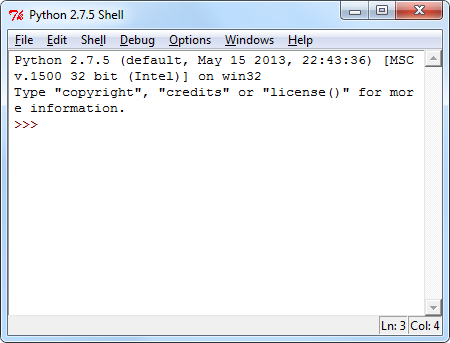 Python 2.7.5 Shell
File Edit Shell Debug Options Windows Help
Python 2.7.5 (default, May 15 2013, 22:43:36) [MSC
v.1500 32 bit (Intel)] on win32
Type "copyright", "credits" or "license()" for mor
e information.
>>>
Ln: 3 Col: 4